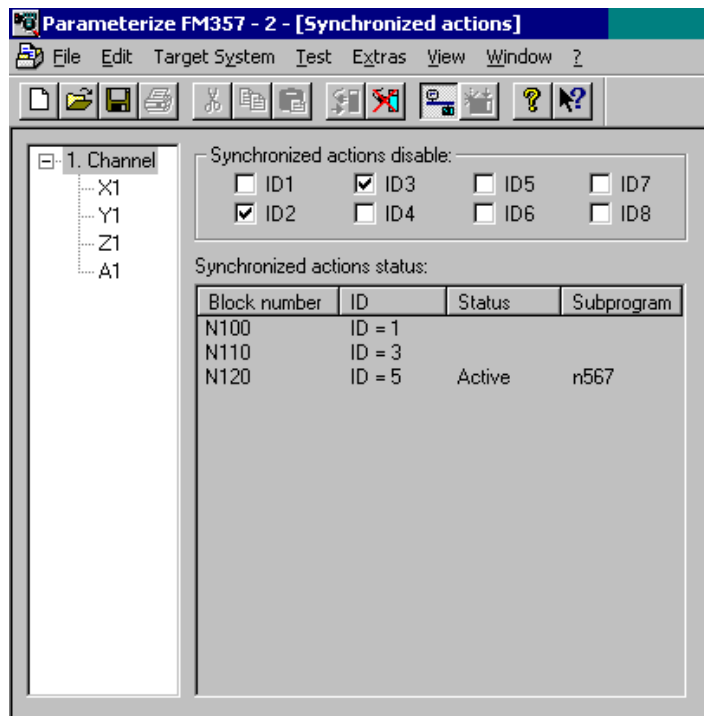 Parameterize FM357 - 2 - [Synchronized actions]
File Edit Target System Test Extras View Window ?
1. Channel
X1
Y1
Z1
A1
Synchronized actions disable:
ID1 ID3 ID5 ID7
ID2 ID4 ID6 ID8
Synchronized actions status:
Block number ID Status Subprogram
N100 ID = 1
N110 ID = 3
N120 ID = 5 Active n567